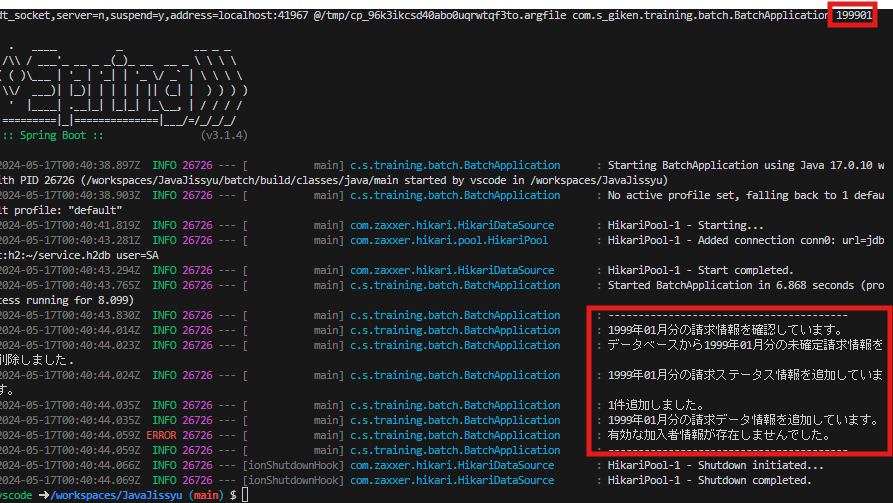 dt_socket,server=n,suspend=y,address=localhost:41967 @/tmp/cp_96k3ikcsd40abo0uqrwtqf3to.argfile com.s_giken.training.batch.BatchApplication 199901
:: Spring Boot ::                (v3.1.4)
2024-05-17T00:40:38.897Z  INFO 26726 --- [           main] c.s.training.batch.BatchApplication      : Starting BatchApplication using Java 17.0.10 w
ith PID 26726 (/workspaces/JavaJissyu/batch/build/classes/java/main started by vscode in /workspaces/JavaJissyu)
2024-05-17T00:40:38.903Z  INFO 26726 --- [           main] c.s.training.batch.BatchApplication      : No active profile set, falling back to 1 defau
lt profile: "default"
2024-05-17T00:40:41.819Z  INFO 26726 --- [           main] com.zaxxer.hikari.HikariDataSource       : HikariPool-1 - Starting...
2024-05-17T00:40:43.281Z  INFO 26726 --- [           main] com.zaxxer.hikari.pool.HikariPool        : HikariPool-1 - Added connection conn0: url=jdb
c:h2:~/service.h2db user=SA
2024-05-17T00:40:43.294Z  INFO 26726 --- [           main] com.zaxxer.hikari.HikariDataSource       : HikariPool-1 - Start completed.
2024-05-17T00:40:43.765Z  INFO 26726 --- [           main] c.s.training.batch.BatchApplication      : Started BatchApplication in 6.868 seconds (pro
cess running for 8.099)
2024-05-17T00:40:43.830Z  INFO 26726 --- [           main] c.s.training.batch.BatchApplication      : ----------------------------------------
2024-05-17T00:40:44.014Z  INFO 26726 --- [           main] c.s.training.batch.BatchApplication      : 1999年01月分の請求情報を確認しています。
2024-05-17T00:40:44.023Z  INFO 26726 --- [           main] c.s.training.batch.BatchApplication      : データベースから1999年01月分の未確定請求情報を
削除しました.
2024-05-17T00:40:44.024Z  INFO 26726 --- [           main] c.s.training.batch.BatchApplication      : 1999年01月分の請求ステータス情報を追加していま
す。
2024-05-17T00:40:44.035Z  INFO 26726 --- [           main] c.s.training.batch.BatchApplication      : 1件追加しました。
2024-05-17T00:40:44.035Z  INFO 26726 --- [           main] c.s.training.batch.BatchApplication      : 1999年01月分の請求データ情報を追加しています。
2024-05-17T00:40:44.059Z ERROR 26726 --- [           main] c.s.training.batch.BatchApplication      : 有効な加入者情報が存在しませんでした。
2024-05-17T00:40:44.059Z  INFO 26726 --- [           main] c.s.training.batch.BatchApplication      : ----------------------------------------
2024-05-17T00:40:44.066Z  INFO 26726 --- [ionShutdownHook] com.zaxxer.hikari.HikariDataSource       : HikariPool-1 - Shutdown initiated...
2024-05-17T00:40:44.073Z  INFO 26726 --- [ionShutdownHook] com.zaxxer.hikari.HikariDataSource       : HikariPool-1 - Shutdown completed.
vscode ➜/workspaces/JavaJissyu (main) $